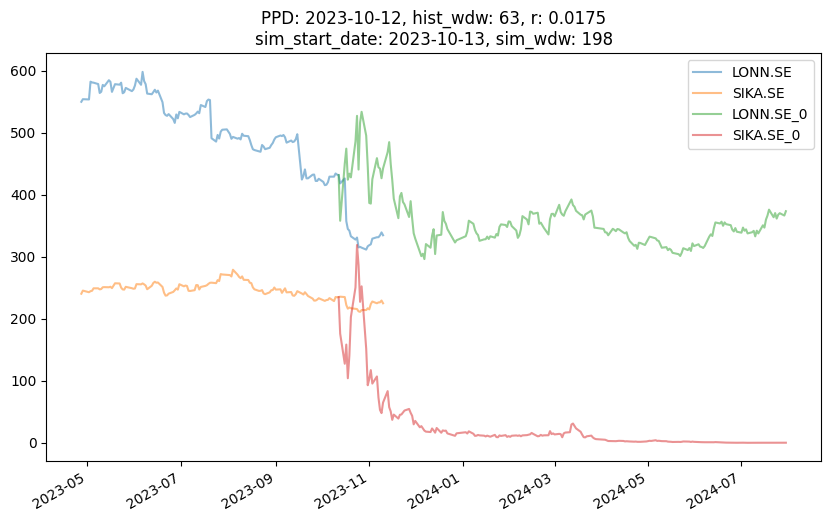 PPD: 2023-10-12, hist_wdw: 63, r: 0.0175
sim_start_date: 2023-10-13, sim_wdw: 198
LONN.SE
SIKA.SE
LONN.SE_0
SIKA.SE_0
600
500
400
300
200
100
0
2023-05
2023-07
2023-09
2023-11
2024-01
2024-03
2024-05
2024-07